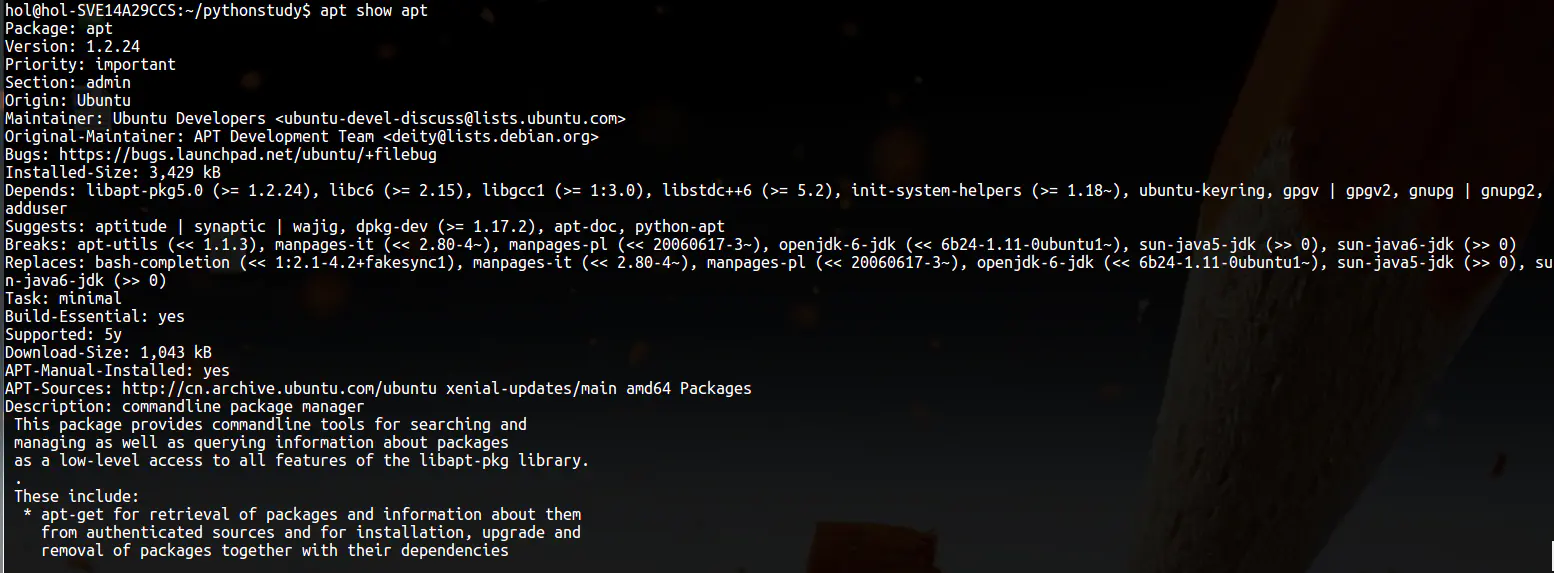 hol@hol-SVE14A29CCS:~/pythonstudy$ apt show apt
Package: apt
Version: 1.2.24
Priority: important
Section: admin
Origin: Ubuntu
Maintainer: Ubuntu Developers <ubuntu-devel-discuss@lists.ubuntu.com>
Original-Maintainer: APT Development Team <deity@lists.debian.org>
Bugs: https://bugs.launchpad.net/ubuntu/+filebug
Installed-Size: 3,429 kB
Depends: libapt-pkg5.0 (>= 1.2.24), libc6 (>= 2.15), libgcc1 (>= 1:3.0), libstdc++6 (>= 5.2), init-system-helpers (>= 1.18~), ubuntu-keyring, gpgv | gpgv2, gnupg | gnupg2,
adduser
Suggests: aptitude | synaptic | wajig, dpkg-dev (>= 1.17.2), apt-doc, python-apt
Breaks: apt-utils (<< 1.1.3), manpages-it (<< 2.80-4~), manpages-pl (<< 20060617-3~), openjdk-6-jdk (<< 6b24-1.11-0ubuntu1~), sun-java5-jdk (>> 0), sun-java6-jdk (>> 0)
Replaces: bash-completion (<< 1:2.1-4.2+fakesync1), manpages-it (<< 2.80-4~), manpages-pl (<< 20060617-3~), openjdk-6-jdk (<< 6b24-1.11-0ubuntu1~), sun-java5-jdk (>> 0), su
n-java6-jdk (>> 0)
Task: minimal
Build-Essential: yes
Supported: 5y
Download-Size: 1,043 kB
APT-Manual-Installed: yes
APT-Sources: http://cn.archive.ubuntu.com/ubuntu xenial-updates/main amd64 Packages
Description: commandline package manager
 This package provides commandline tools for searching and
 managing as well as querying information about packages
 as a low-level access to all features of the libapt-pkg library.
 .
 These include:
  * apt-get for retrieval of packages and information about them
    from authenticated sources and for installation, upgrade and
    removal of packages together with their dependencies